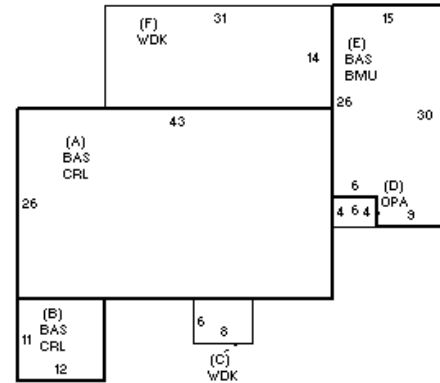 (F)
WDK
31
14
15
(E)
BAS
BMU
26
30
43
(A)
BAS
CRL
26
6
(D)
OPA
4 6 4
9
(B)
BAS
CRL
11
12
6
8
(C)
WDK